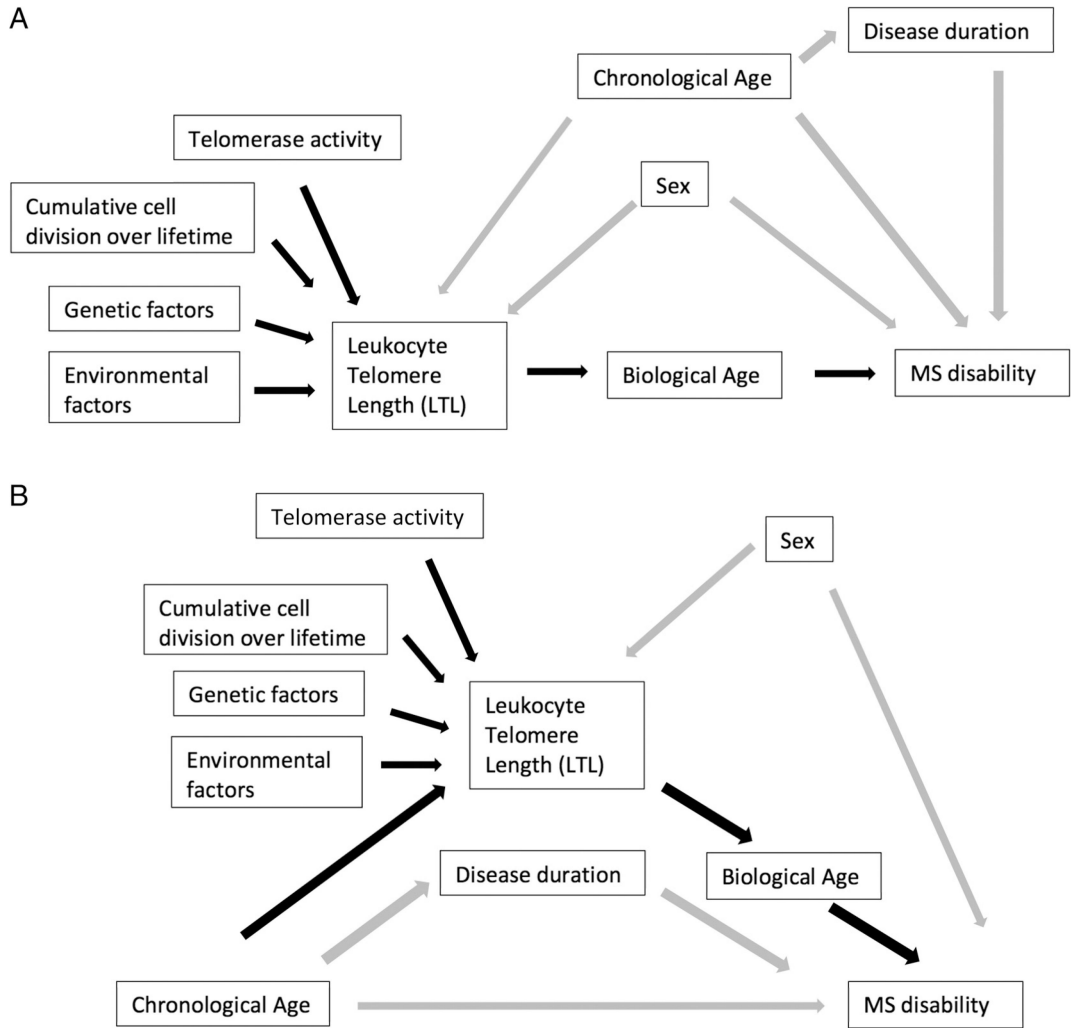 A
Disease duration
Chronological Age
Telomerase activity
Sex
Cumulative cell
division over lifetime
Genetic factors
Environmental
factors
Leukocyte
Telomere
Length (LTL)
Biological Age
MS disability
B
Telomerase activity
Sex
Cumulative cell
division over lifetime
Genetic factors
Environmental
factors
Leukocyte
Telomere
Length (LTL)
Disease duration
Biological Age
Chronological Age
MS disability